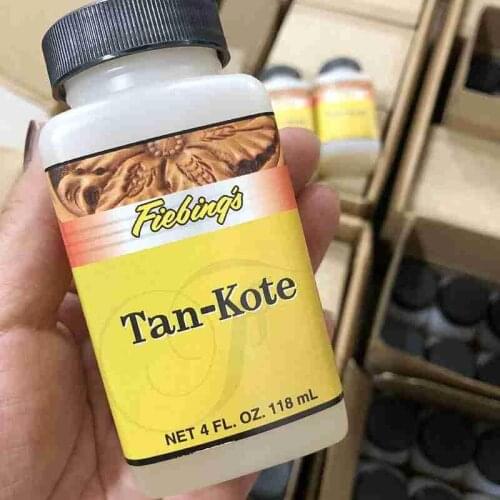 Fiebing's
Tan-Kote
NET 4 FL. OZ. 118 mL